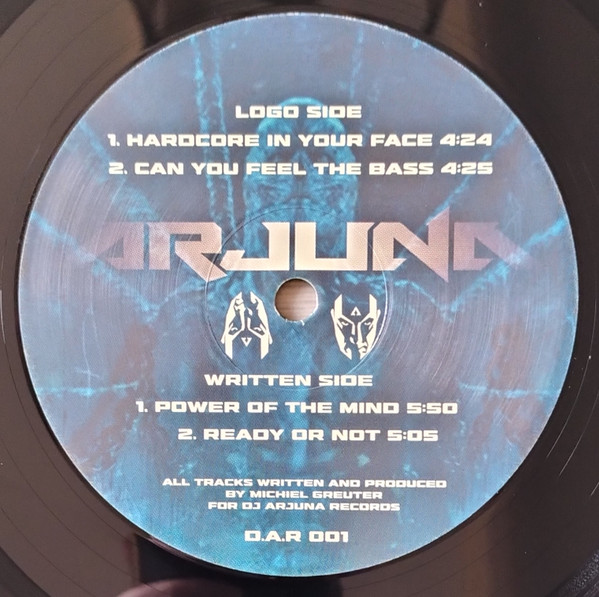 LOGO SIDE
1. HARDCORE IN YOUR FACE 4:24
2. CAN YOU FEEL THE BASS 4:25
ARJUNA
WRITTEN SIDE
1. POWER OF THE MIND 5:50
2. READY OR NOT 5:05
ALL TRACKS WRITTEN AND PRODUCED
BY MICHIEL GREUTER
FOR DJ ARJUNA RECORDS
D.A.R 001